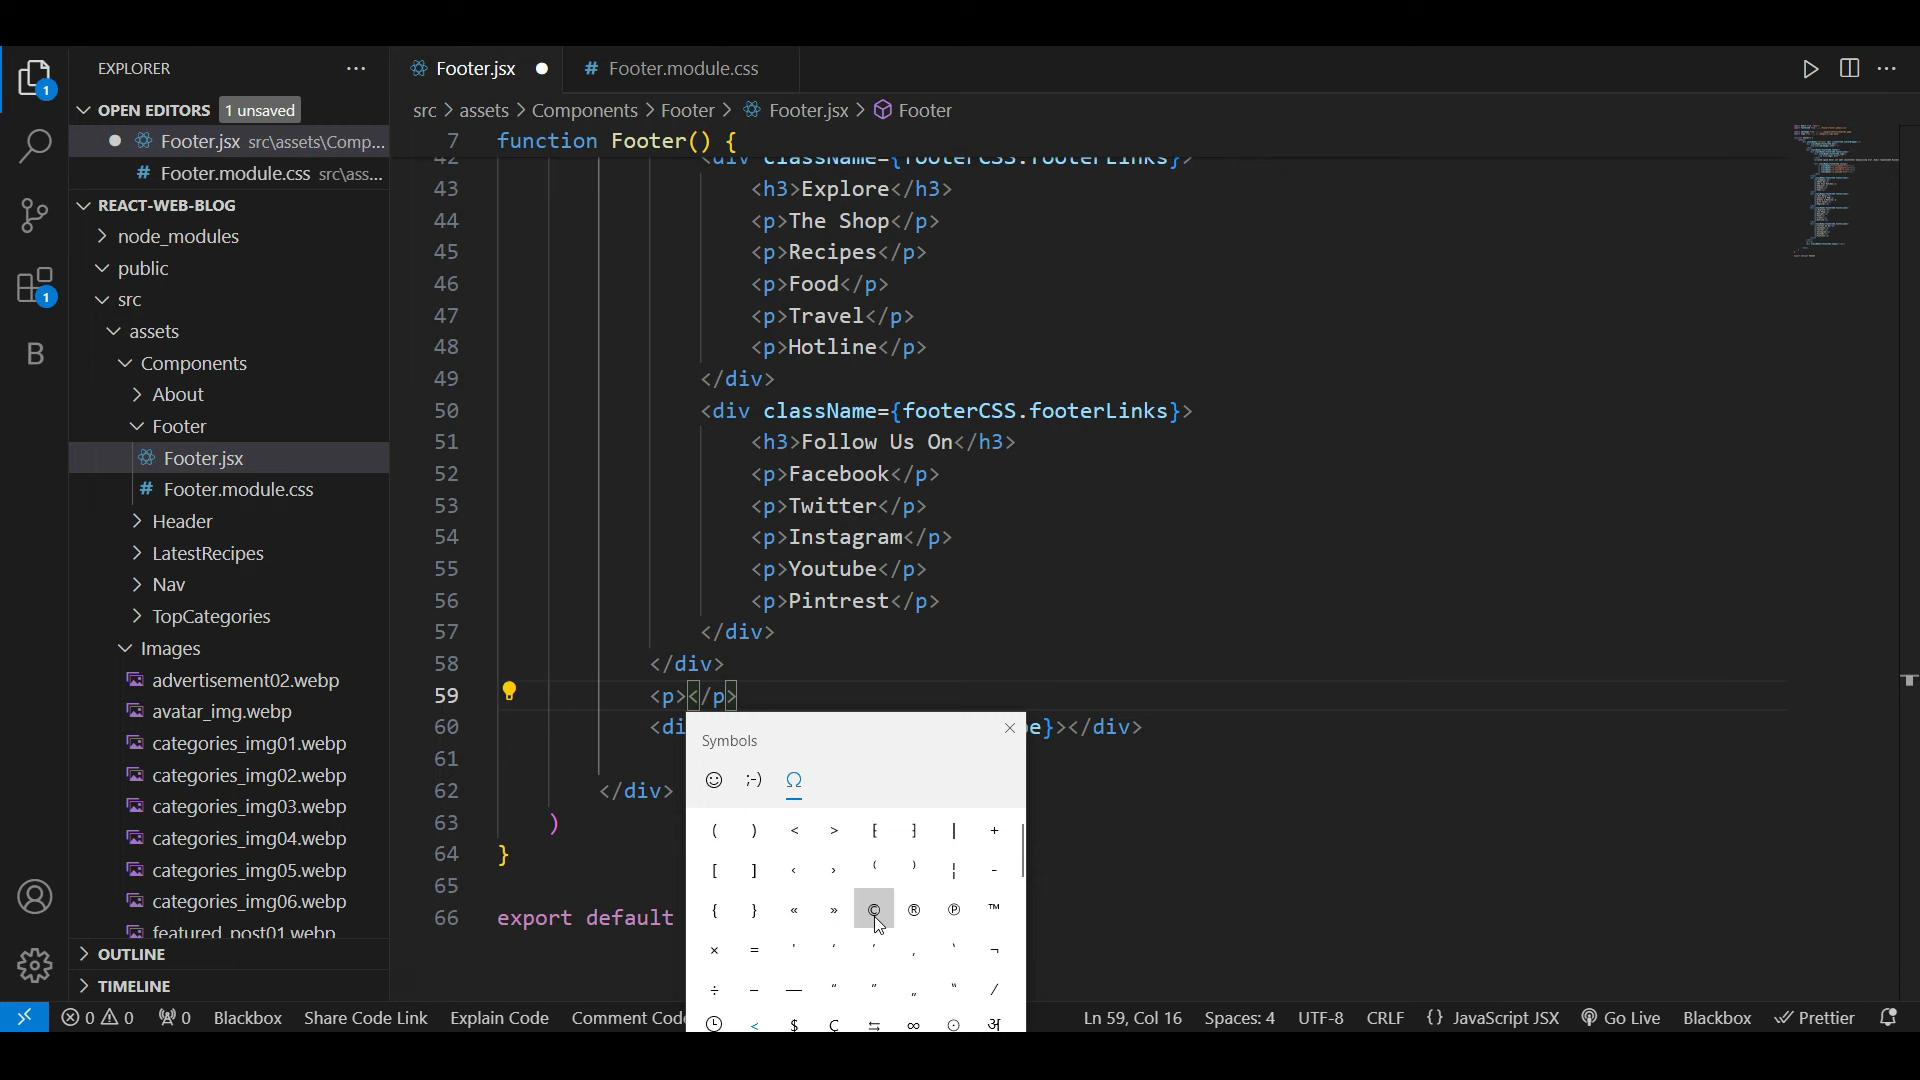 EXPLORER
OPEN EDITORS 1 unsaved
Footer.jsx src\assets\Comp...
# Footer.module.css src\ass...
REACT-WEB-BLOG
node_modules
public
src
assets
Components
About
Footer
Footer.jsx
# Footer.module.css
Header
LatestRecipes
Nav
TopCategories
Images
advertisement02.webp
avatar_img.webp
categories_img01.webp
categories_img02.webp
categories_img03.webp
categories_img04.webp
categories_img05.webp
categories_img06.webp
featured_post01.webp
OUTLINE
TIMELINE
1
1
B
Footer.jsx
# Footer.module.css
src > assets > Components > Footer > Footer.jsx > Footer
7 function Footer() {
42 <div className={footerCSS.footerLinks}>
43 <h3>Explore</h3>
44 <p>The Shop</p>
45 <p>Recipes</p>
46 <p>Food</p>
47 <p>Travel</p>
48 <p>Hotline</p>
49 </div>
50 <div className={footerCSS.footerLinks}>
51 <h3>Follow Us On</h3>
52 <p>Facebook</p>
53 <p>Twitter</p>
54 <p>Instagram</p>
55 <p>Youtube</p>
56 <p>Pintrest</p>
57 </div>
58 </div>
59 <p></p>
60 <di e}></div>
61
62 </div>
63 )
64 }
65
66 export default
Symbols
;-) Ω
( ) < > [ ] | +
[ ] ‹ › ( ) ¦ -
{ } « » © ® ℗ ™
× = ' ‘ ’ ‚ ‛ ¬
÷ – — “ ” „ ‟ /
< $ ₵ ⇆ ∞ ⊙ अ
0 0 0 Blackbox Share Code Link Explain Code Comment Code Ln 59, Col 16 Spaces: 4 UTF-8 CRLF {} JavaScript JSX Go Live Blackbox Prettier